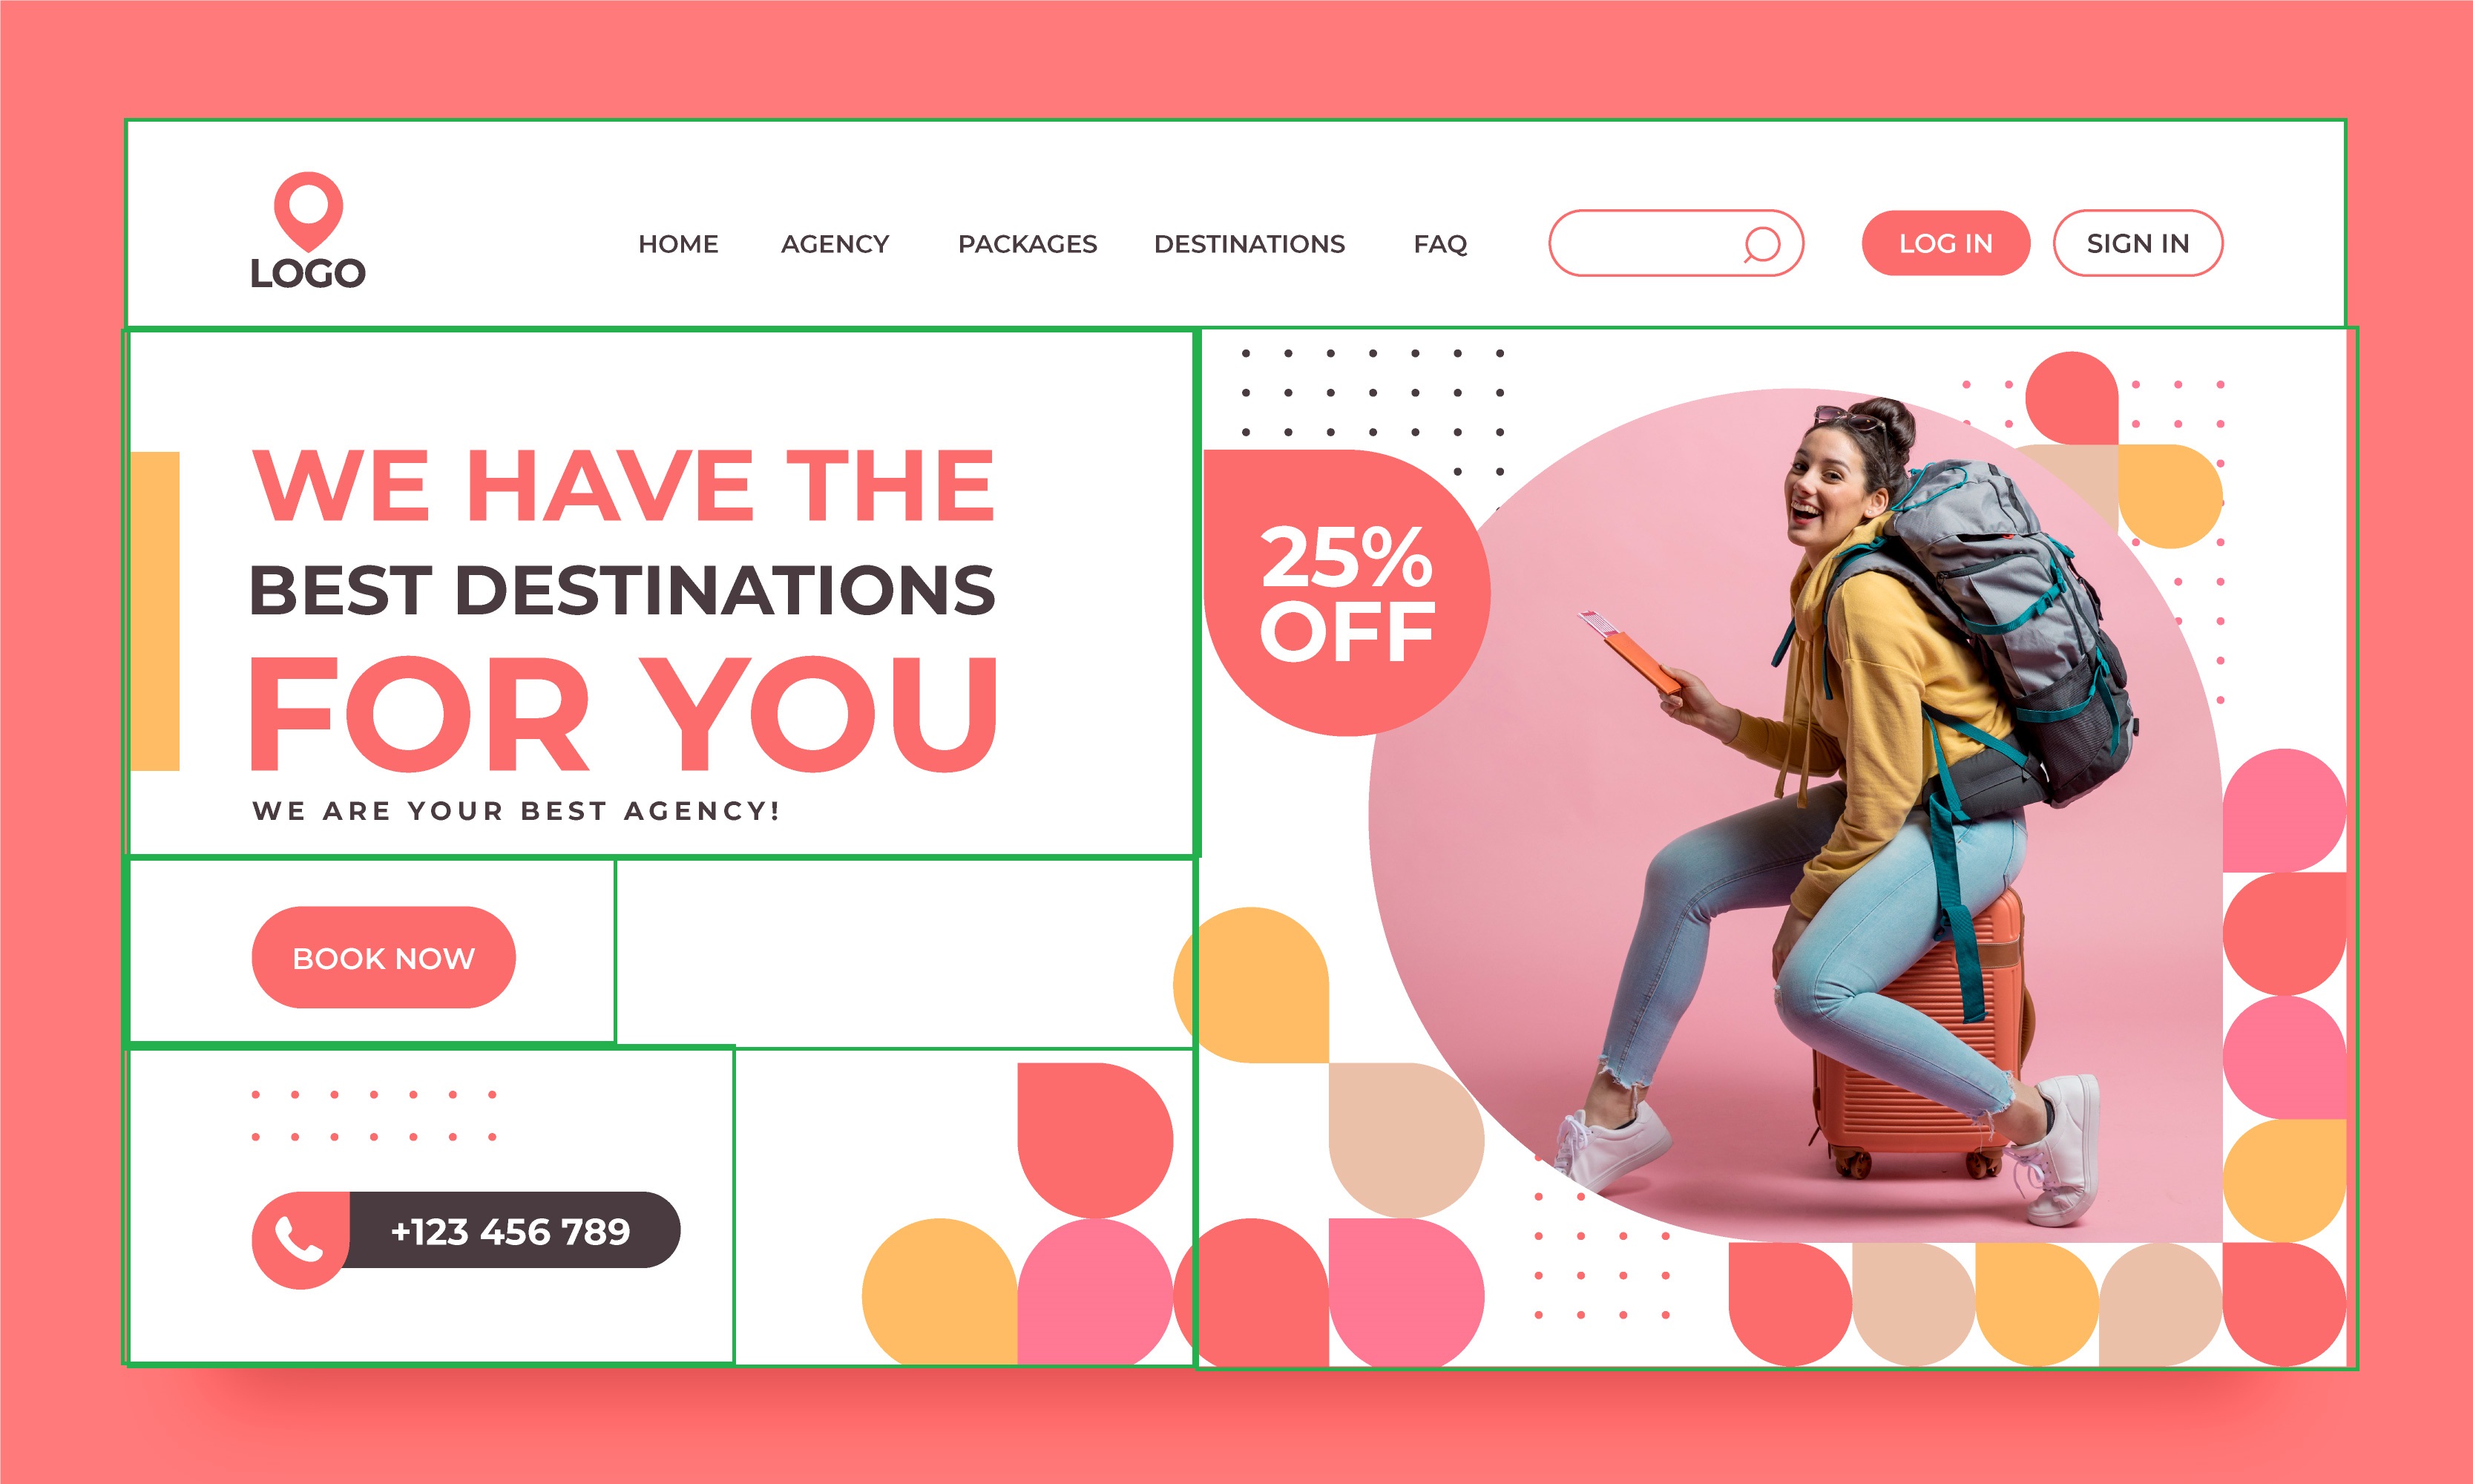 LOGO
HOME AGENCY PACKAGES DESTINATIONS FAQ LOG IN SIGN IN
WE HAVE THE
BEST DESTINATIONS
FOR YOU
WE ARE YOUR BEST AGENCY!
25%
OFF
BOOK NOW
+123 456 789